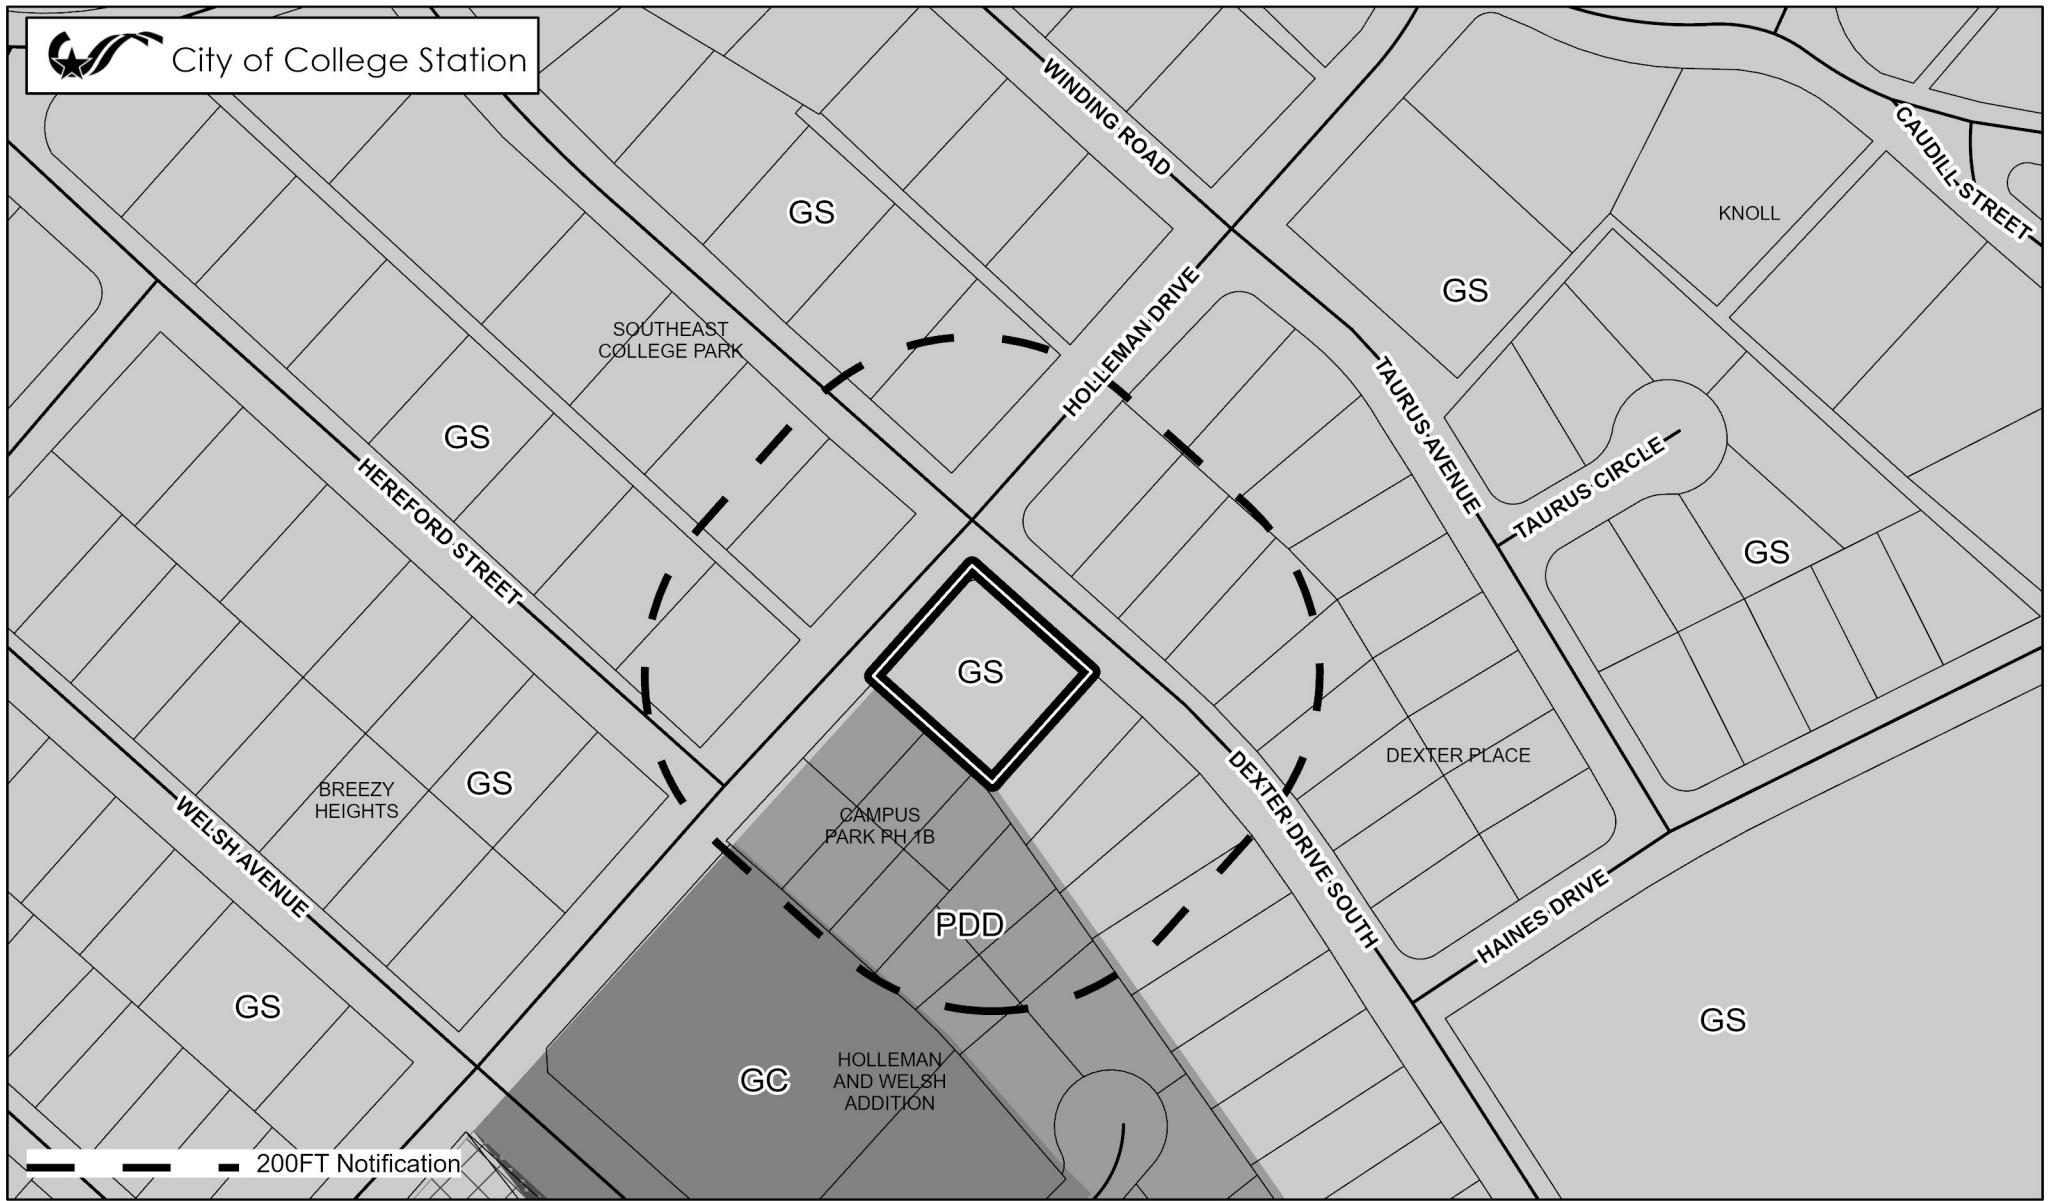 City of College Station
WINDING ROAD
CAUDILL STREET
GS
KNOLL
GS
HOLLEMAN DRIVE
SOUTHEAST
COLLEGE PARK
TAURUS AVENUE
GS
TAURUS CIRCLE
HEREFORD STREET
GS
GS
DEXTER PLACE
GS
BREEZY
HEIGHTS
WELSH AVENUE
CAMPUS
PARK PH 1B
DEXTER DRIVE SOUTH
PDD
HAINES DRIVE
GS
GS
GC
HOLLEMAN
AND WELSH
ADDITION
200FT Notification